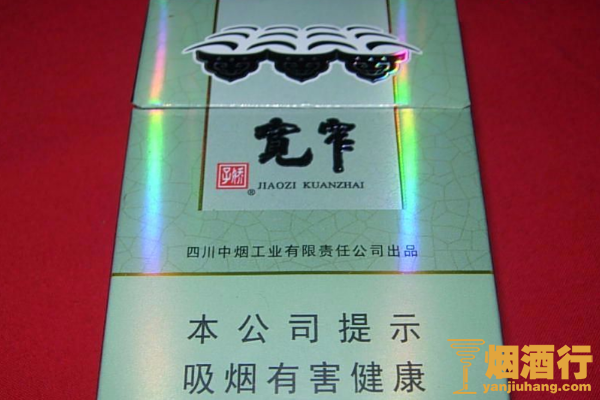 宽窄
娇子
® JIAOZI KUANZHAI
四川中烟工业有限责任公司出品
本公司提示
吸烟有害健康
烟酒行
yanjiuhang.com